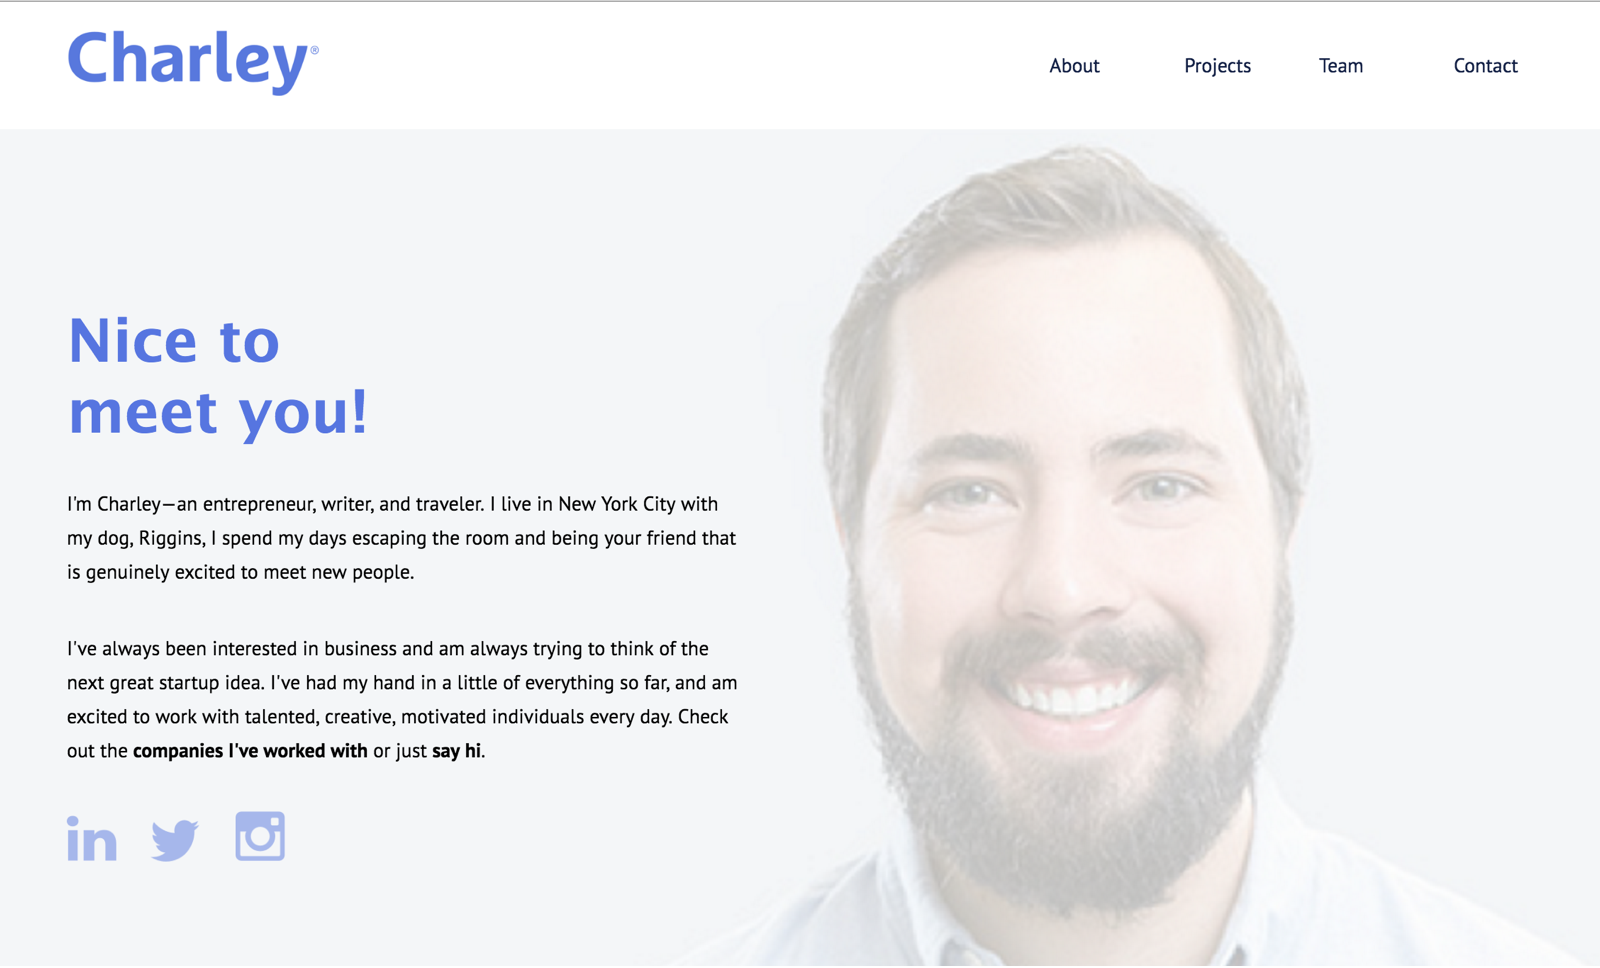 Charley®
About Projects Team Contact
Nice to
meet you!
I'm Charley—an entrepreneur, writer, and traveler. I live in New York City with
my dog, Riggins, I spend my days escaping the room and being your friend that
is genuinely excited to meet new people.
I've always been interested in business and am always trying to think of the
next great startup idea. I've had my hand in a little of everything so far, and am
excited to work with talented, creative, motivated individuals every day. Check
out the companies I've worked with or just say hi.
in